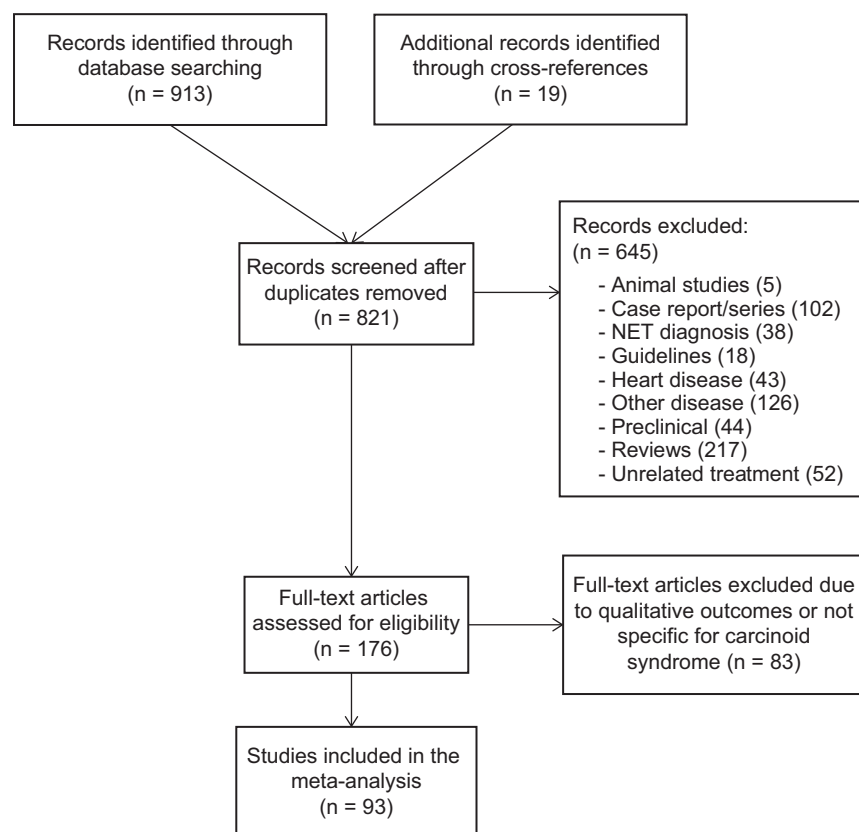 Records identified through
database searching
(n = 913)
Additional records identified
through cross-references
(n = 19)
Records screened after
duplicates removed
(n = 821)
Records excluded:
(n = 645)
- Animal studies (5)
- Case report/series (102)
- NET diagnosis (38)
- Guidelines (18)
- Heart disease (43)
- Other disease (126)
- Preclinical (44)
- Reviews (217)
- Unrelated treatment (52)
Full-text articles
assessed for eligibility
(n = 176)
Full-text articles excluded due
to qualitative outcomes or not
specific for carcinoid
syndrome (n = 83)
Studies included in the
meta-analysis
(n = 93)